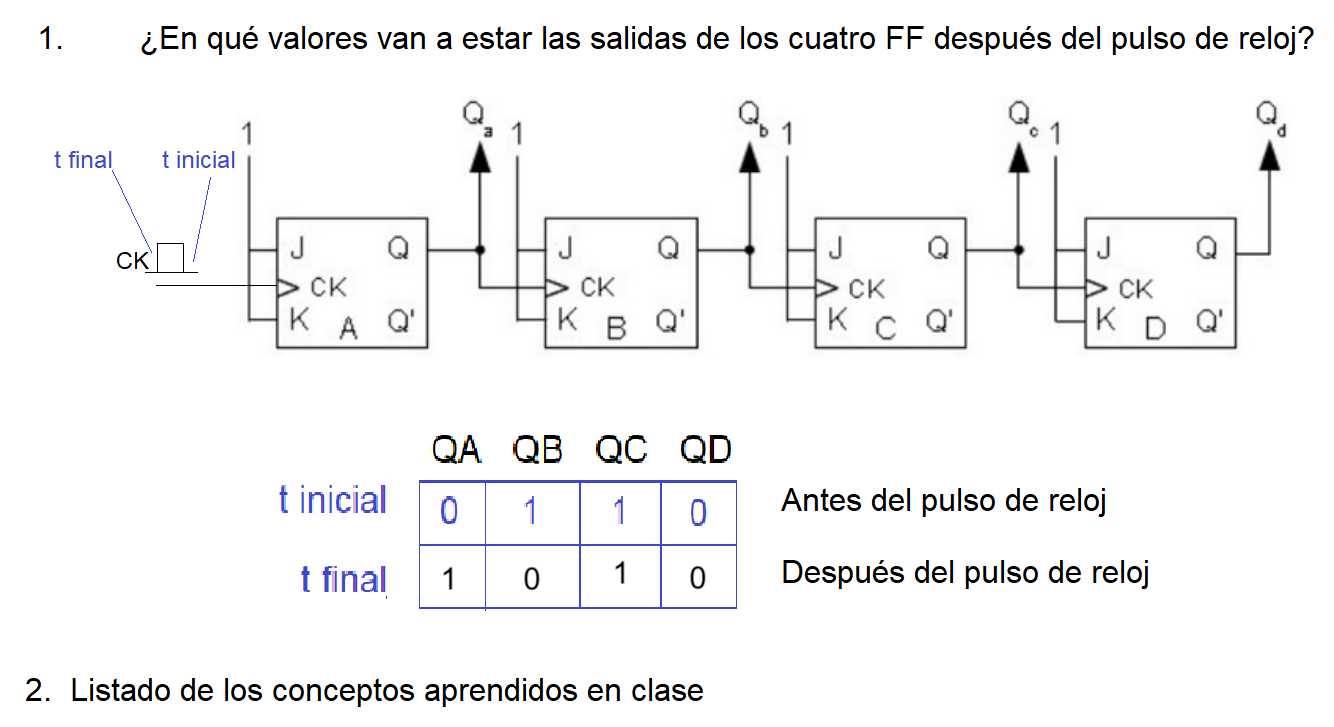 1. ¿En qué valores van a estar las salidas de los cuatro FF después del pulso de reloj?
Qa Qb Qc Qd
1 1 1 1
t final t inicial
J Q J Q J Q J Q
CK
CK CK CK CK
K A Q' K B Q' K C Q' K D Q'
QA QB QC QD
t inicial 0 1 1 0 Antes del pulso de reloj
t final 1 0 1 0 Después del pulso de reloj
2. Listado de los conceptos aprendidos en clase